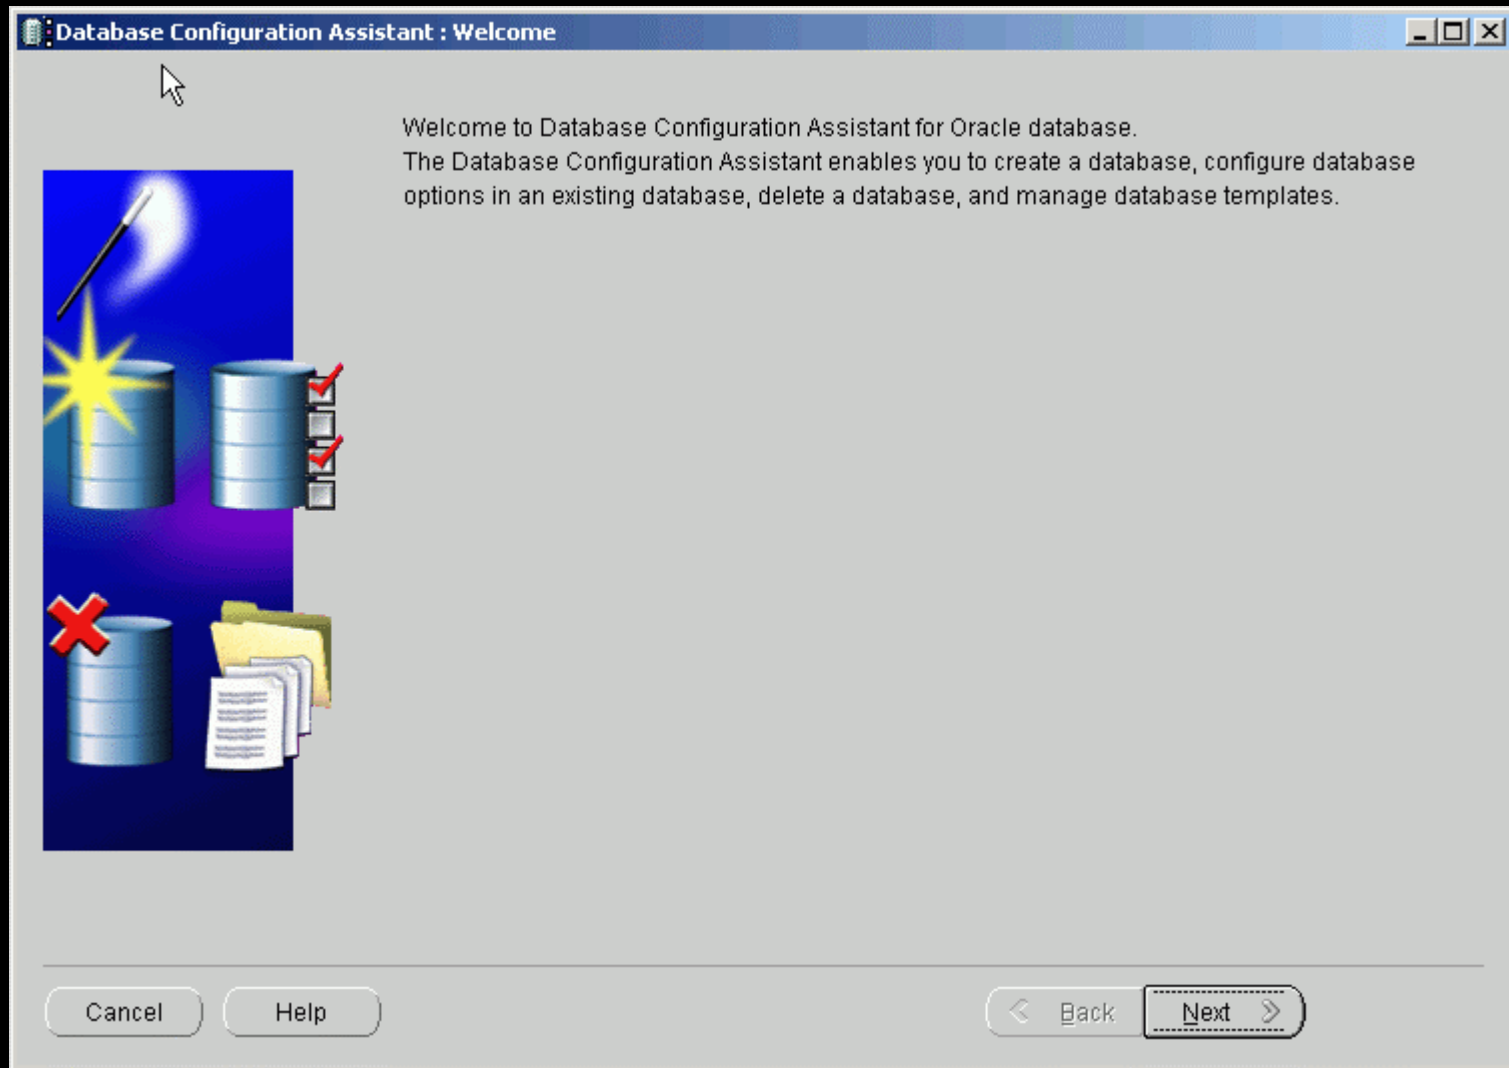 Database Configuration Assistant : Welcome
Welcome to Database Configuration Assistant for Oracle database.
The Database Configuration Assistant enables you to create a database, configure database
options in an existing database, delete a database, and manage database templates.
Cancel Help Back Next